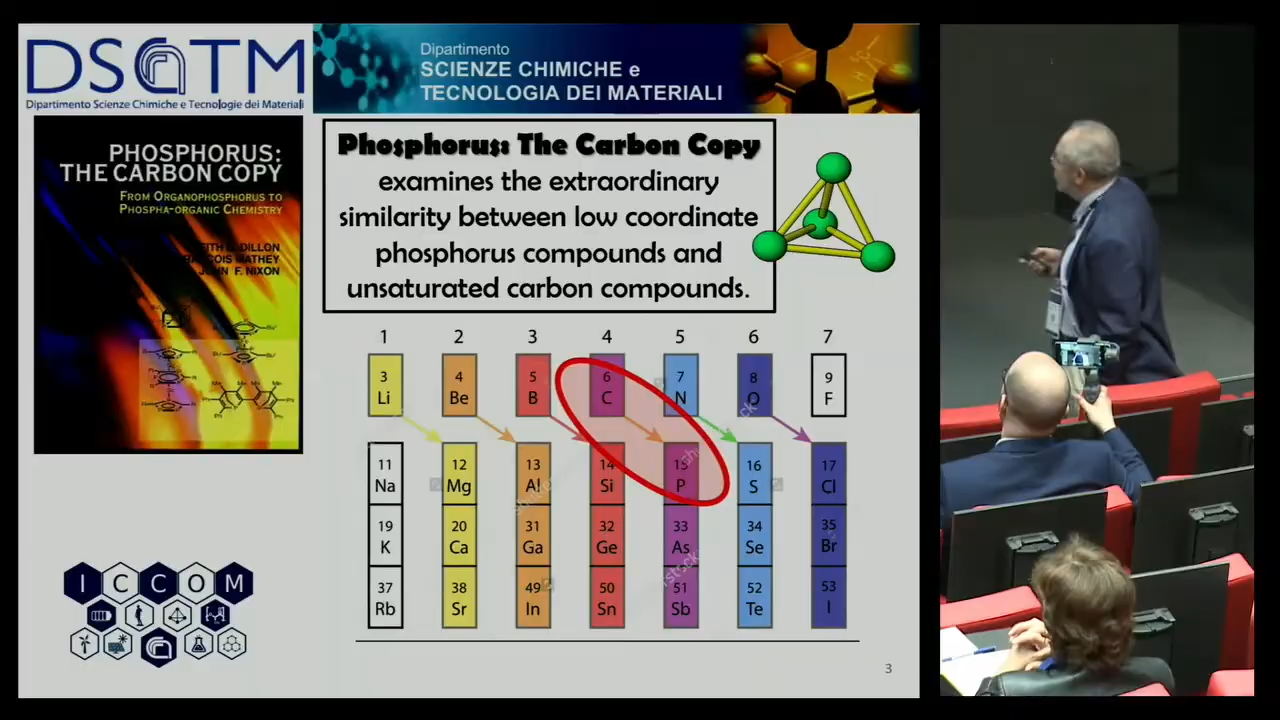 DSCTM
Dipartimento Scienze Chimiche e Tecnologie dei Materiali
Dipartimento
SCIENZE CHIMICHE e
TECNOLOGIA DEI MATERIALI
PHOSPHORUS:
THE CARBON COPY
FROM ORGANOPHOSPHORUS TO
PHOSPHA-ORGANIC CHEMISTRY
DILLON
MATHEY
JOHN F. NIXON
Phosphorus: The Carbon Copy
examines the extraordinary
similarity between low coordinate
phosphorus compounds and
unsaturated carbon compounds.
1 2 3 4 5 6 7
3 4 5 6 7 8 9
Li Be B C N O F
11 12 13 14 15 16 17
Na Mg Al Si P S Cl
19 20 31 32 33 34 35
K Ca Ga Ge As Se Br
37 38 49 50 51 52 53
Rb Sr In Sn Sb Te I
ICCOM
3